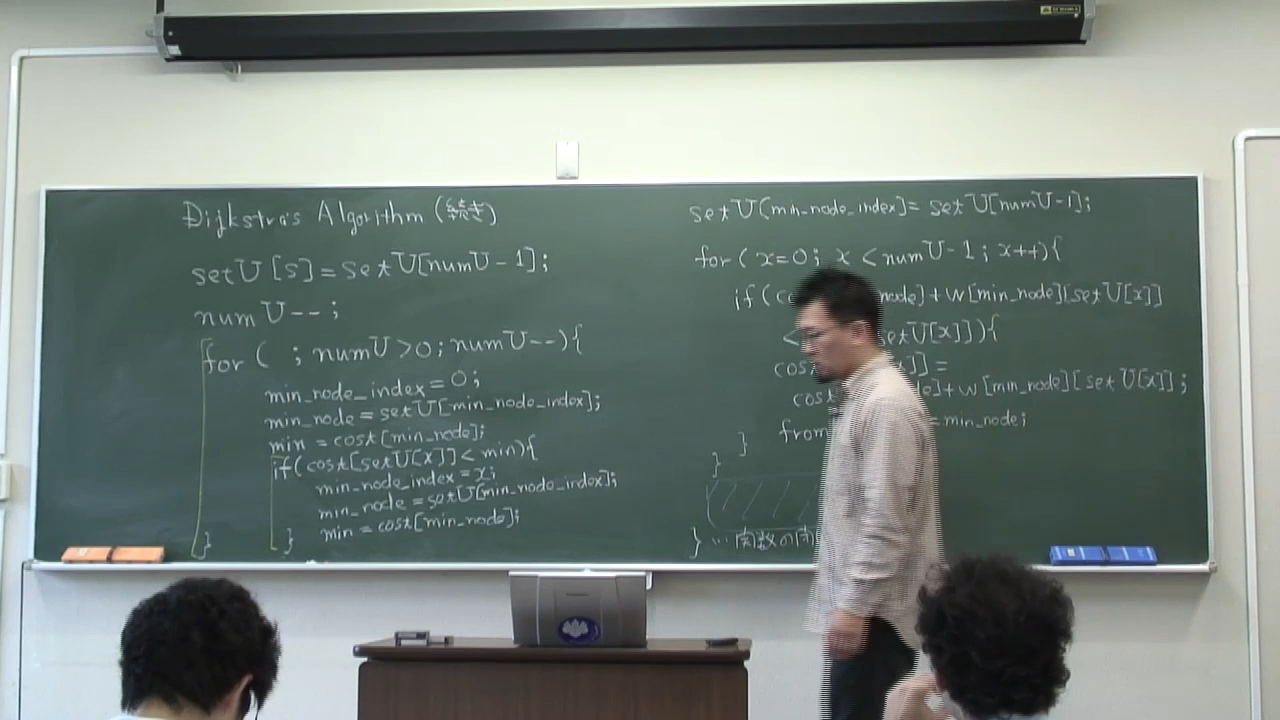 Dijkstra's Algorithm
setU[s]=setU[numU-1];
numU--;
for( ; numU>0; numU--){
min_node_index=0;
min_node=setU[min_node_index];
min=cost[min_node];
if(cost[setU[x]]<min){
min_node_index=x;
min_node=setU[min_node_index];
min=cost[min_node];
}
}
setU(min_node_index]=setU[numU-1];
for(x=0; x<numU-1; x++){
if( node]+w[min_node][setU[x]]
< setU[x]]){
cost x]]=
cost de]+w[min_node][setU[x]];
from =min_node;
}
}
} … 関数の